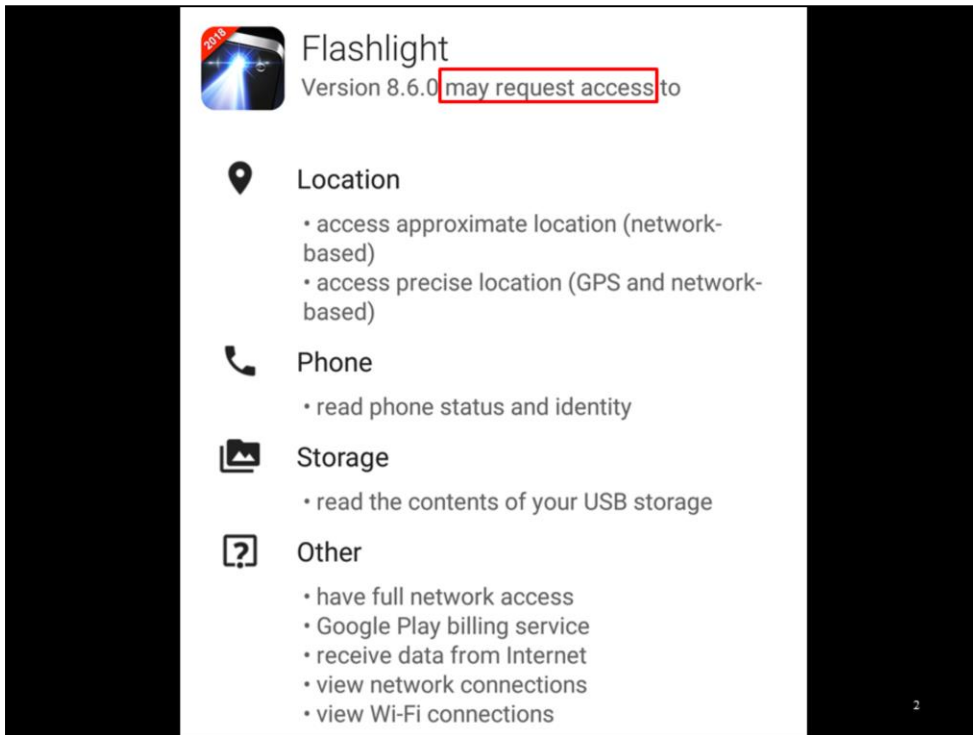 2018
Flashlight
Version 8.6.0 may request access to
Location
• access approximate location (network-
based)
• access precise location (GPS and network-
based)
Phone
• read phone status and identity
Storage
• read the contents of your USB storage
Other
• have full network access
• Google Play billing service
• receive data from Internet
• view network connections
• view Wi-Fi connections
2